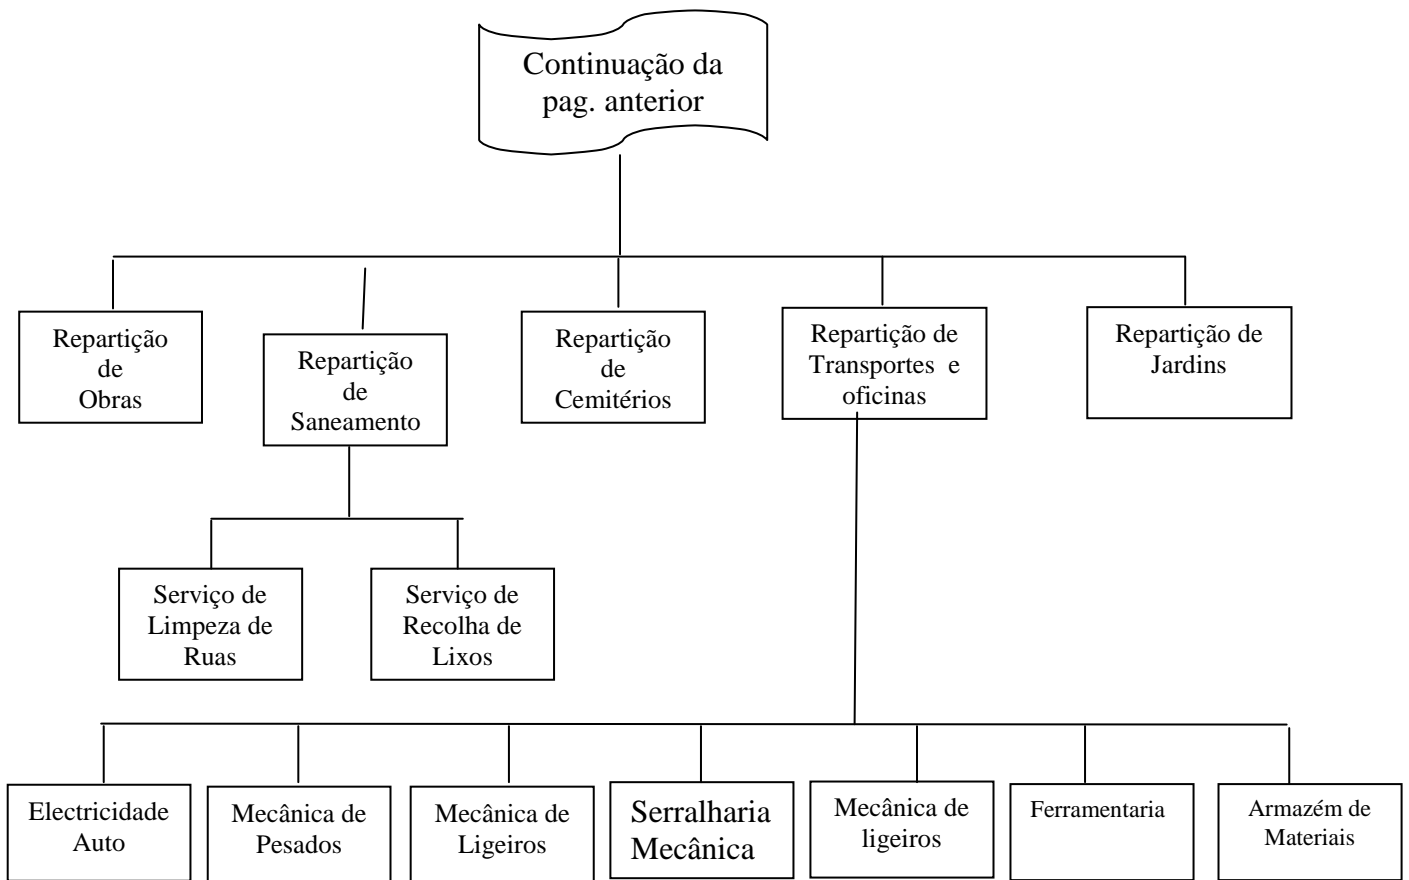 Continuação da
pag. anterior
Repartição
de
Obras
Repartição
de
Saneamento
Repartição
de
Cemitérios
Repartição de
Transportes e
oficinas
Repartição de
Jardins
Serviço de
Limpeza de
Ruas
Serviço de
Recolha de
Lixos
Electricidade
Auto
Mecânica de
Pesados
Mecânica de
Ligeiros
Serralharia
Mecânica
Mecânica de
ligeiros
Ferramentaria
Armazém de
Materiais